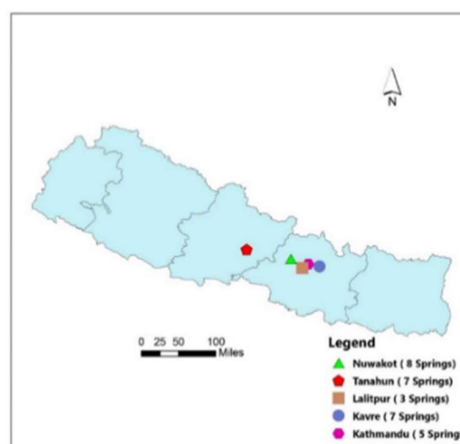 N
0 25 50 100
Miles
Legend
Nuwakot ( 8 Springs)
Tanahun ( 7 Springs)
Lalitpur ( 3 Springs)
Kavre ( 7 Springs)
Kathmandu ( 5 Spring